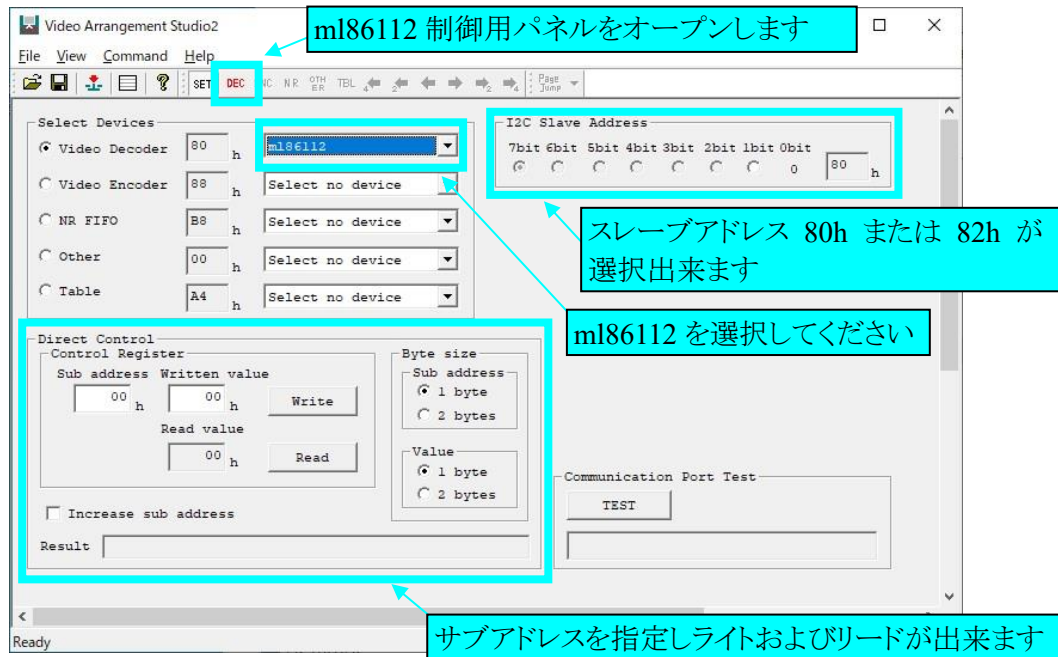 Video Arrangement Studio2
ml86112 制御用パネルをオープンします
File View Command Help
SET DEC NC NR OTH ER TBL 4 2 2 4 Page Jump
Select Devices
Video Decoder 80 h ml86112
Video Encoder 88 h Select no device
NR FIFO B8 h Select no device
Other 00 h Select no device
Table A4 h Select no device
I2C Slave Address
7bit 6bit 5bit 4bit 3bit 2bit 1bit 0bit
0 80 h
スレーブアドレス 80h または 82h が
選択出来ます
ml86112 を選択してください
Direct Control
Control Register
Sub address Written value
00 h 00 h Write
Read value
00 h Read
Increase sub address
Result
Byte size
Sub address
1 byte
2 bytes
Value
1 byte
2 bytes
Communication Port Test
TEST
Ready
サブアドレスを指定しライトおよびリードが出来ます